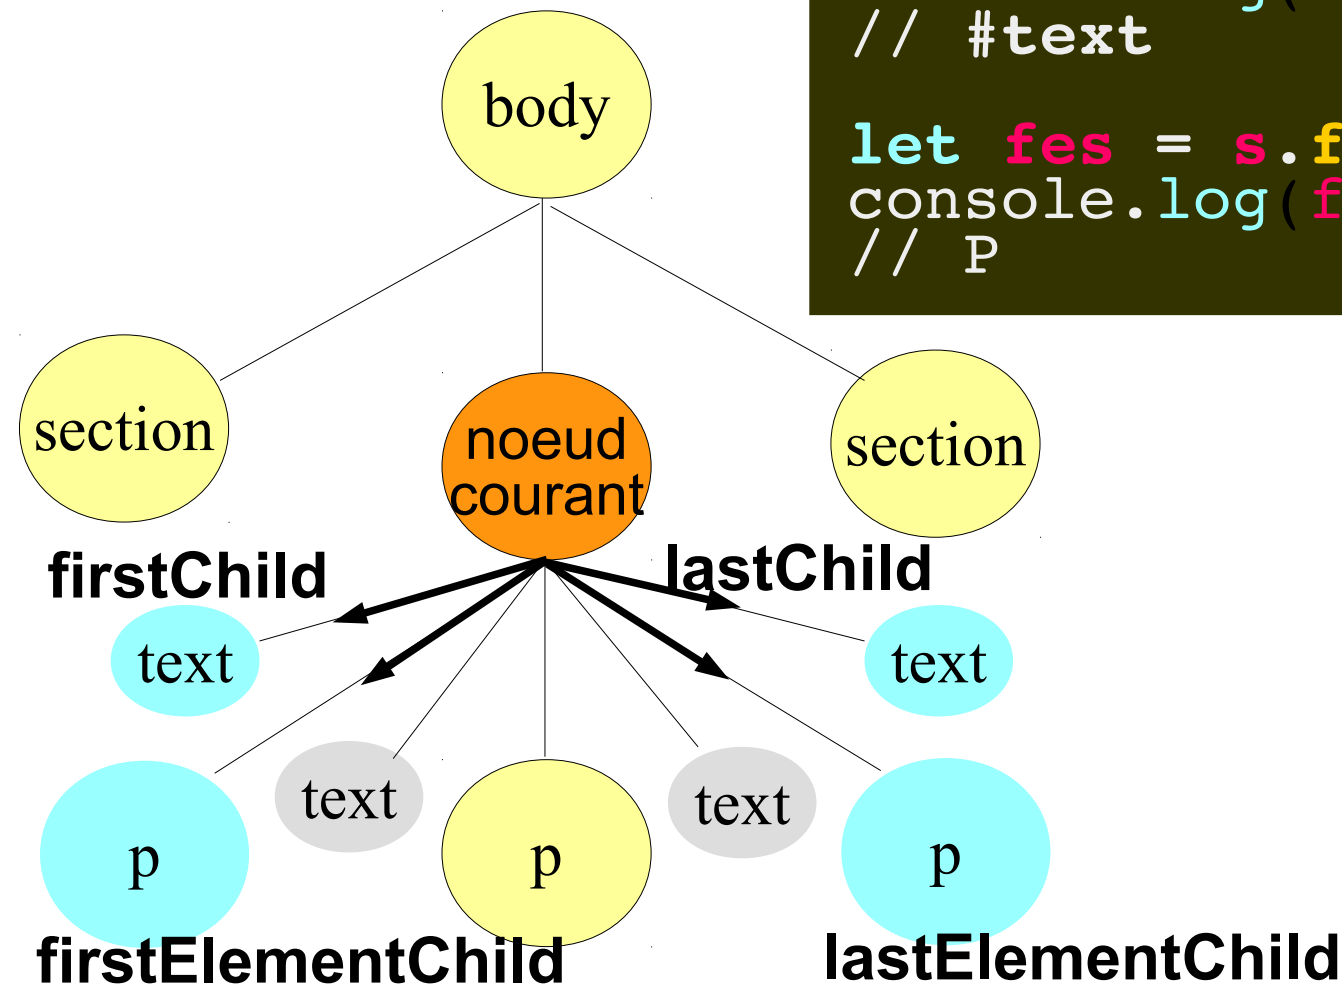 // #text
let fes = s.f
console.log(f
// P
body
section
noeud
courant
section
firstChild
lastChild
text
text
text
text
p
p
p
firstElementChild
lastElementChild